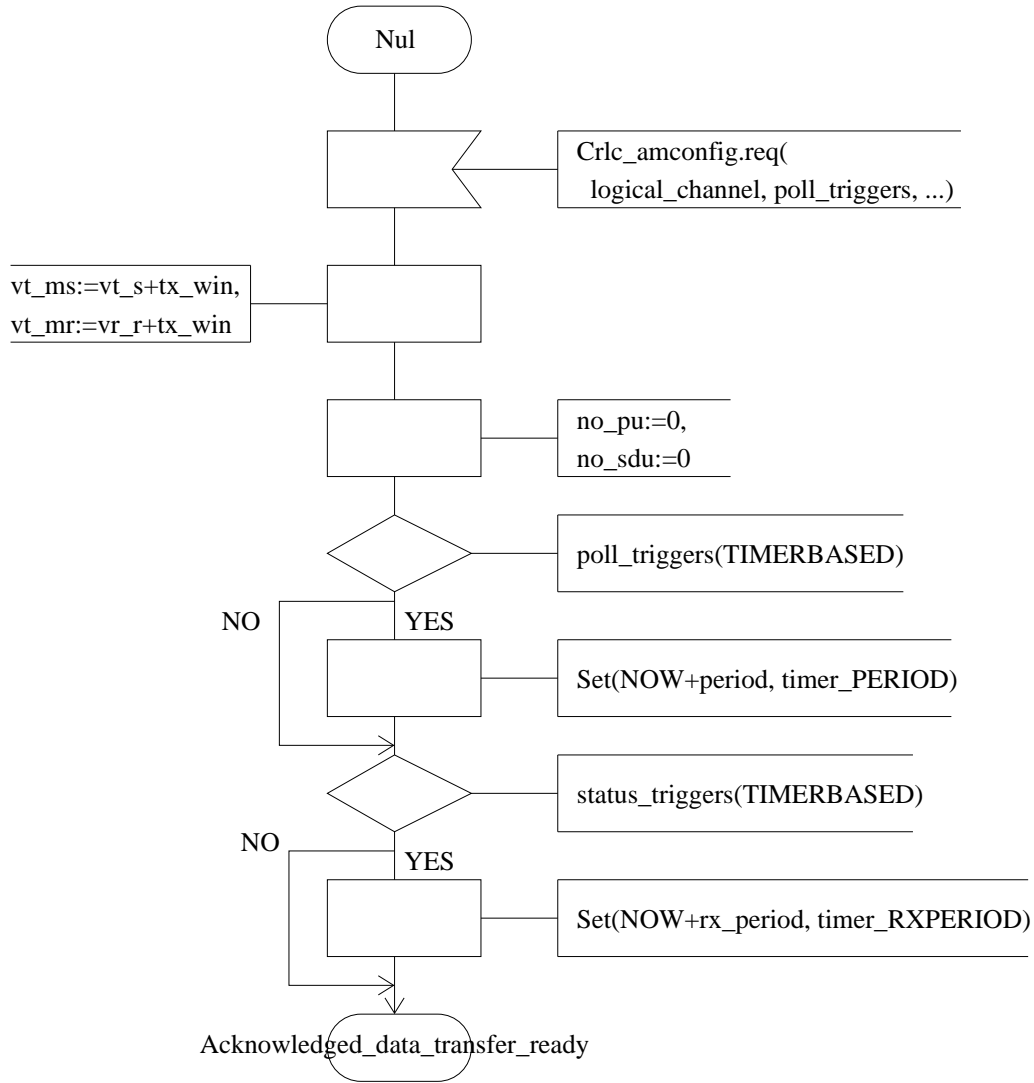 Nul
Crlc_amconfig.req(
logical_channel, poll_triggers, ...)
vt_ms:=vt_s+tx_win,
vt_mr:=vr_r+tx_win
no_pu:=0,
no_sdu:=0
poll_triggers(TIMERBASED)
NO
YES
Set(NOW+period, timer_PERIOD)
status_triggers(TIMERBASED)
NO
YES
Set(NOW+rx_period, timer_RXPERIOD)
Acknowledged_data_transfer_ready